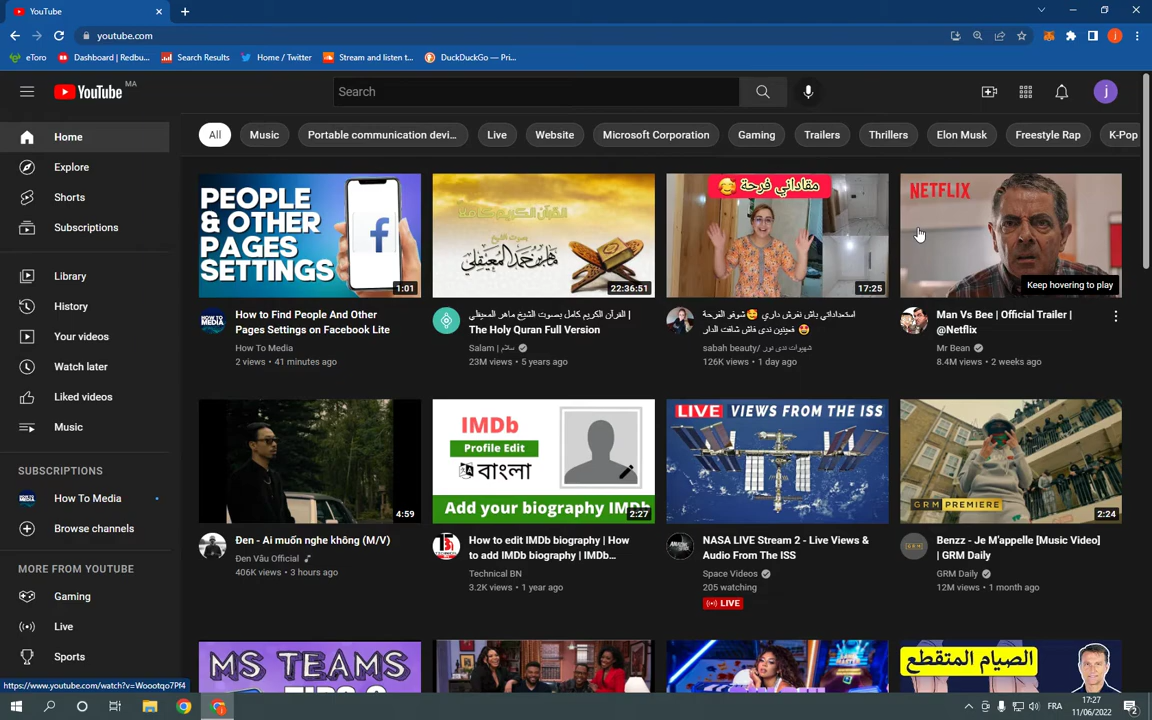 YouTube
youtube.com
eToro
Dashboard | Redbu...
Search Results
Home / Twitter
Stream and listen t...
DuckDuckGo — Pri...
j
YouTube MA
Search
j
Home
Explore
Shorts
Subscriptions
Library
History
Your videos
Watch later
Liked videos
Music
SUBSCRIPTIONS
How To Media
Browse channels
MORE FROM YOUTUBE
Gaming
Live
Sports
All
Music
Portable communication devi...
Live
Website
Microsoft Corporation
Gaming
Trailers
Thrillers
Elon Musk
Freestyle Rap
K-Pop
PEOPLE
& OTHER
PAGES
SETTINGS
1:01
How to Find People And Other
Pages Settings on Facebook Lite
How To Media
2 views • 41 minutes ago
القرآن الكريم كاملا
بصوت الشيخ
ماهر بن حمد المعيقلي
22:36:51
القرآن الكريم كامل بصوت الشيخ ماهر المعيقلي |
The Holy Quran Full Version
Salam | سلام
23M views • 5 years ago
مقاداني فرحة 🥰
17:25
126K views • 1 day ago
NETFLIX
Keep hovering to play
Man Vs Bee | Official Trailer |
@Netflix
Mr Bean
8.4M views • 2 weeks ago
4:59
Đen - Ai muốn nghe không (M/V)
Đen Vâu Official
406K views • 3 hours ago
IMDb
Profile Edit
বাংলা
Add your biography IMDb
2:27
How to edit IMDb biography | How
to add IMDb biography | IMDb...
Technical BN
3.2K views • 1 year ago
LIVE VIEWS FROM THE ISS
NASA LIVE Stream 2 - Live Views &
Audio From The ISS
Space Videos
205 watching
LIVE
GRM PREMIERE
2:24
Benzz - Je M'appelle [Music Video]
| GRM Daily
GRM Daily
12M views • 1 month ago
MS TEAMS
الصيام المتقطع
https://www.youtube.com/watch?v=Woootqo7Pf4
FRA
17:27
11/06/2022
2